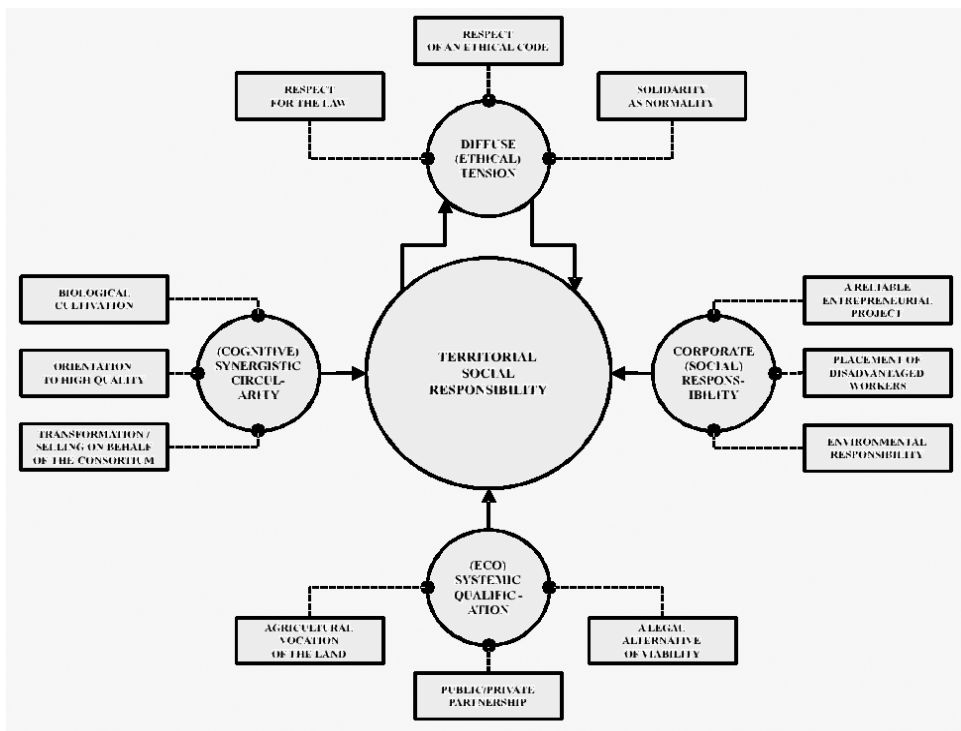 RESPECT
OF AN ETHICAL CODE
RESPECT
FOR THE LAW
SOLIDARITY
AS NORMALITY
DIFFUSE
(ETHICAL)
TENSION
BIOLOGICAL
CULTIVATION
ORIENTATION
TO HIGH QUALITY
TRANSFORMATION /
SELLING ON BEHALF
OF THE CONSORTIUM
(COGNITIVE)
SYNERGISTIC
CIRCUL-
ARITY
TERRITORIAL
SOCIAL
RESPONSIBILITY
CORPORATE
(SOCIAL)
RESPONS-
IBILITY
A RELIABLE
ENTREPRENEURIAL
PROJECT
PLACEMENT OF
DISADVANTAGED
WORKERS
ENVIRONMENTAL
RESPONSIBILITY
(ECO)
SYSTEMIC
QUALIFIC-
ATION
AGRICULTURAL
VOCATION
OF THE LAND
A LEGAL
ALTERNATIVE
OF VIABILITY
PUBLIC/PRIVATE
PARTNERSHIP